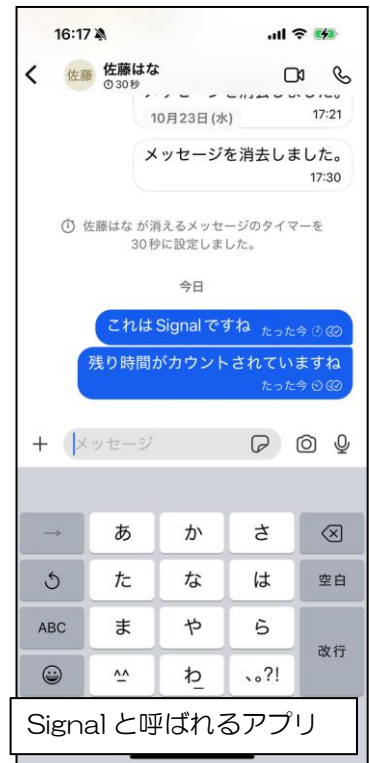 16:17
佐藤
佐藤はな
30秒
10月23日(水)
17:21
メッセージを消去しました。
17:30
佐藤はな が消えるメッセージのタイマーを
30秒に設定しました。
今日
これは Signal ですね たった今
残り時間がカウントされていますね
たった今
メッセージ
→ あ か さ
た な は 空白
ABC ま や ら
改行
^^ わ_ 、。?!
Signal と呼ばれるアプリ